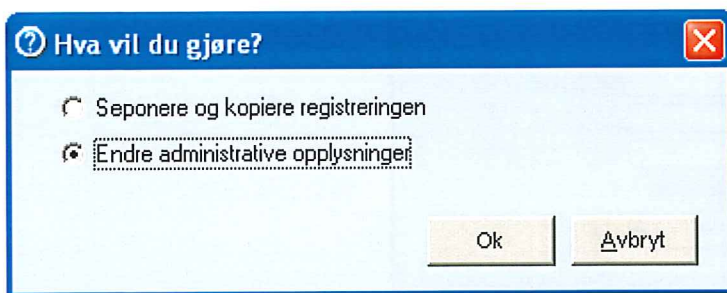 Hva vil du gjøre?
Seponere og kopiere registreringen
Endre administrative opplysninger
Ok
Avbryt